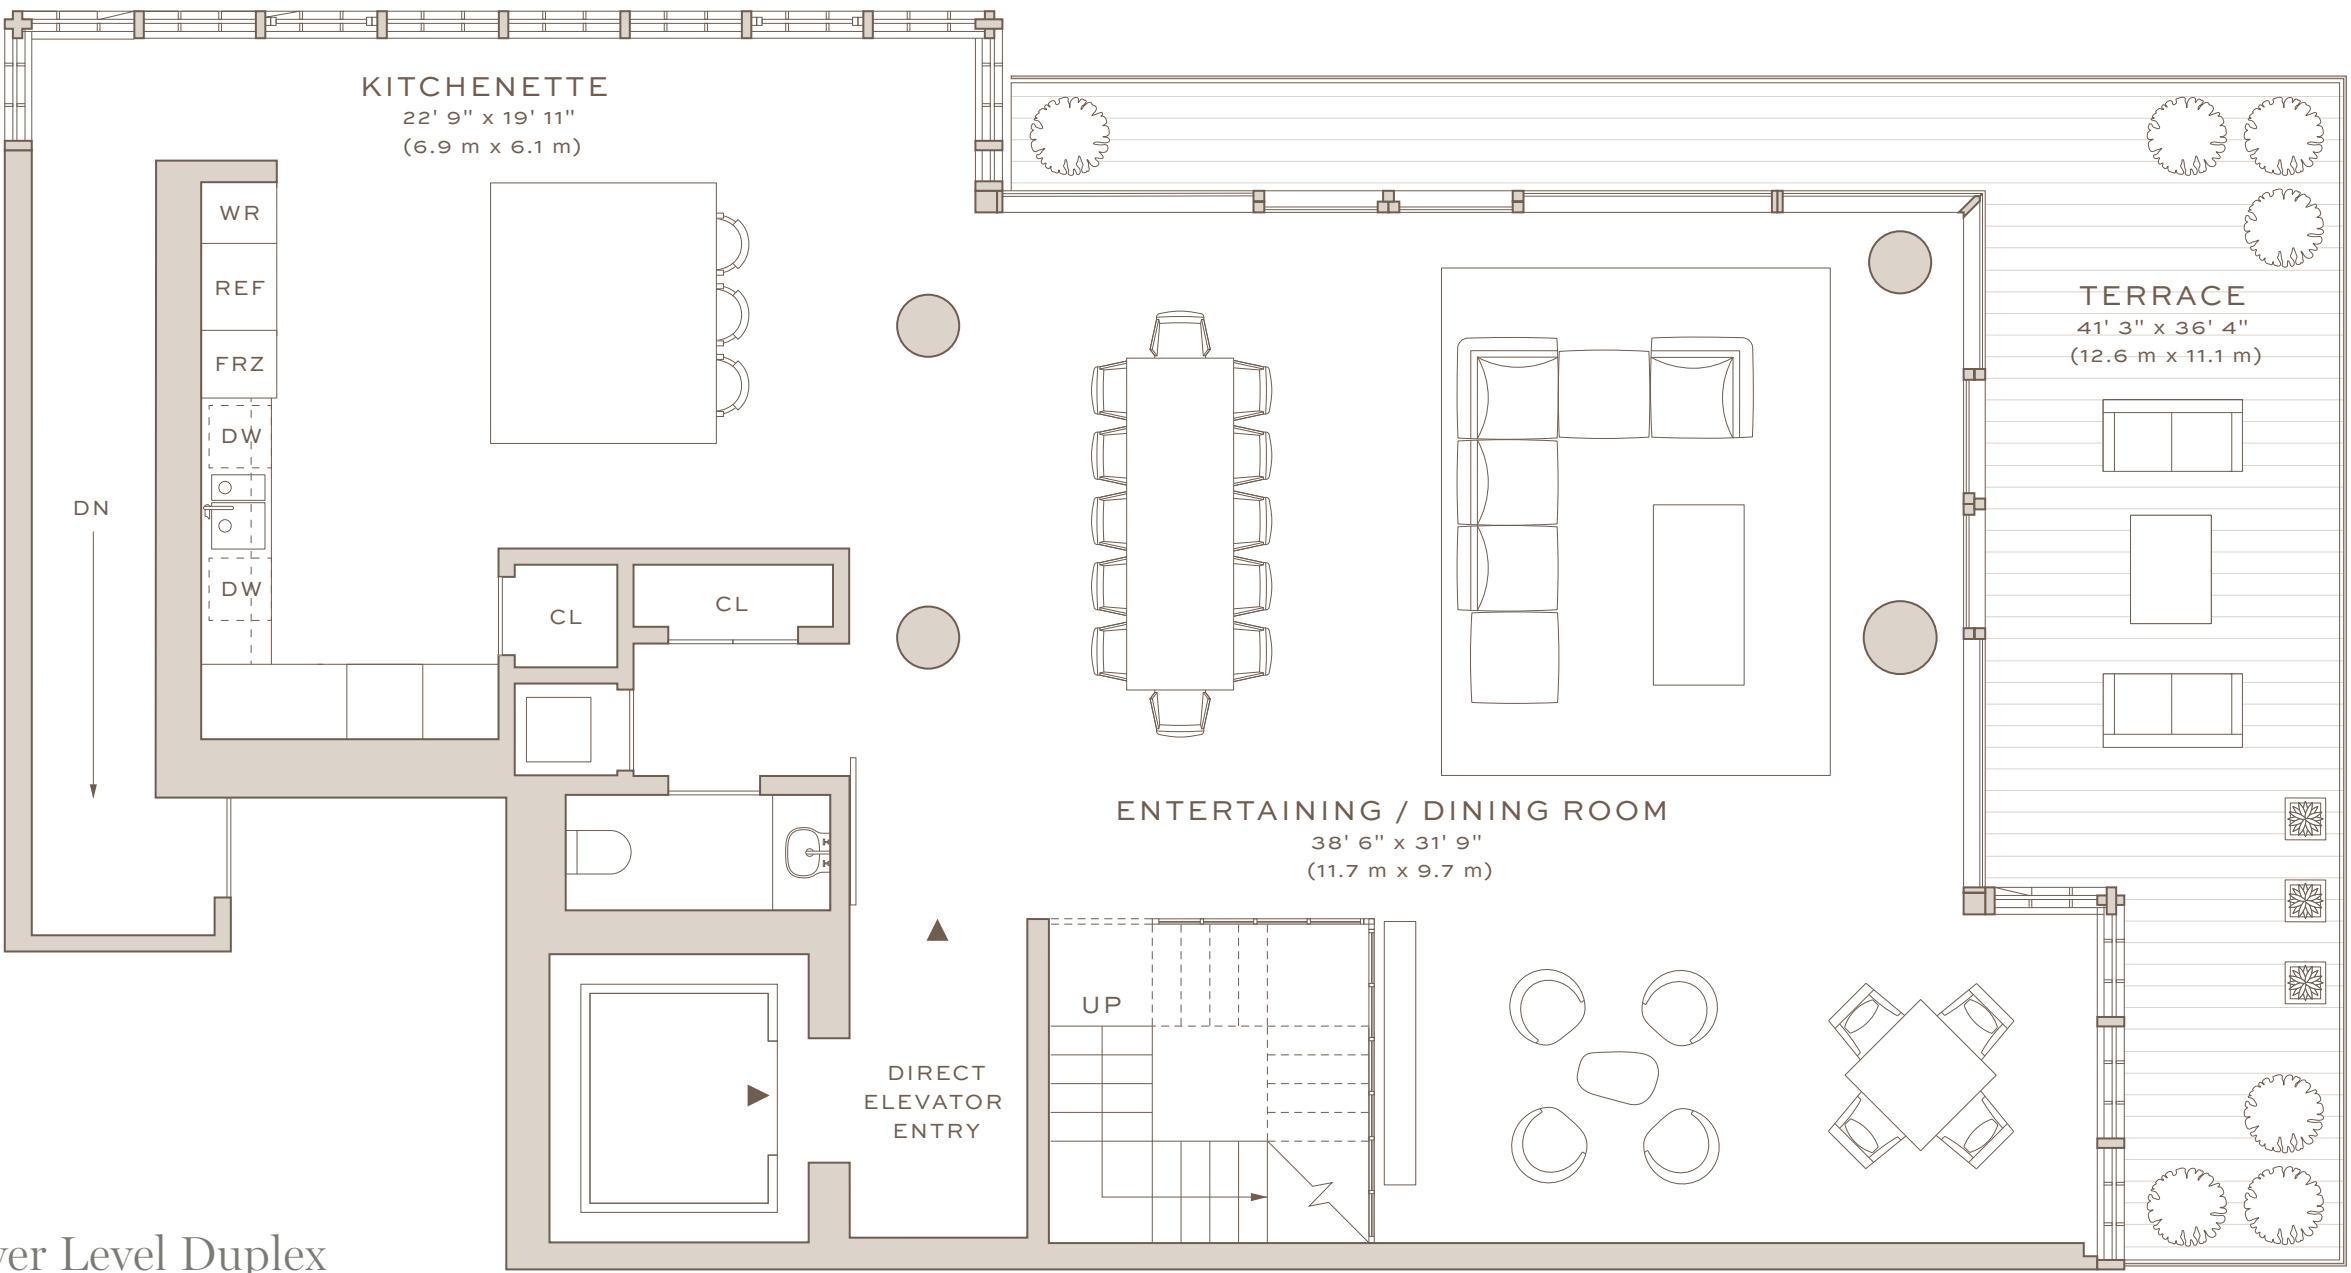 KITCHENETTE
22' 9" x 19' 11"
(6.9 m x 6.1 m)
WR
REF
FRZ
DW
DW
DN
CL
CL
TERRACE
41' 3" x 36' 4"
(12.6 m x 11.1 m)
ENTERTAINING / DINING ROOM
38' 6" x 31' 9"
(11.7 m x 9.7 m)
UP
DIRECT
ELEVATOR
ENTRY
Level Duplex